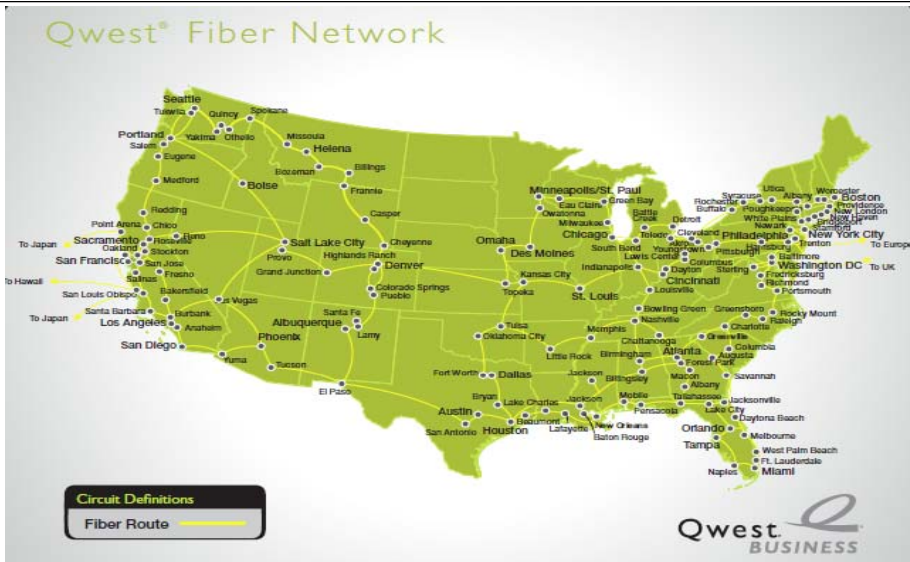 Qwest® Fiber Network
Seattle
Tukwila
Quincy
Spokane
Portland
Yakima
Othello
Missoula
Salem
Helena
Eugene
Bozeman
Billings
Medford
Boise
Frannie
Redding
Casper
Point Arena
Chico
To Japan
Sacramento
Roseville
Reno
Salt Lake City
Cheyenne
Oakland
Stockton
Provo
Highlands Ranch
San Francisco
San Jose
Grand Junction
Denver
To Hawaii
Salinas
Fresno
Colorado Springs
San Luis Obispo
Bakersfield
Las Vegas
Pueblo
Santa Barbara
Burbank
Santa Fe
To Japan
Los Angeles
Anaheim
Albuquerque
Lamy
San Diego
Phoenix
Yuma
Tucson
El Paso
Minneapolis/St. Paul
Eau Claire
Green Bay
Owatonna
Milwaukee
Battle
Creek
Detroit
Omaha
Chicago
Toledo
Cleveland
Akron
Des Moines
South Bend
Youngstown
Indianapolis
Lewis Center
Columbus
Pittsburgh
Kansas City
Dayton
Topeka
Cincinnati
St. Louis
Louisville
Utica
Syracuse
Albany
Worcester
Boston
Rochester
Buffalo
Poughkeepsie
Providence
White Plains
New London
New Haven
Bridgeport
Stamford
Newark
New York City
Philadelphia
Trenton
To Europe
Harrisburg
Baltimore
Sterling
Washington DC
To UK
Fredricksburg
Richmond
Portsmouth
Bowling Green
Greensboro
Rocky Mount
Nashville
Raleigh
Tulsa
Memphis
Charlotte
Oklahoma City
Chattanooga
Greenville
Little Rock
Birmingham
Atlanta
Columbia
Forest Park
Augusta
Fort Worth
Dallas
Jackson
Billingsley
Macon
Savannah
Albany
Bryan
Lake Charles
Jackson
Mobile
Tallahassee
Jacksonville
Austin
Pensacola
Lake City
Daytona Beach
San Antonio
Houston
Beaumont
Lafayette
New Orleans
Baton Rouge
Orlando
Melbourne
Tampa
West Palm Beach
Ft. Lauderdale
Naples
Miami
Circuit Definitions
Fiber Route
Qwest.
BUSINESS